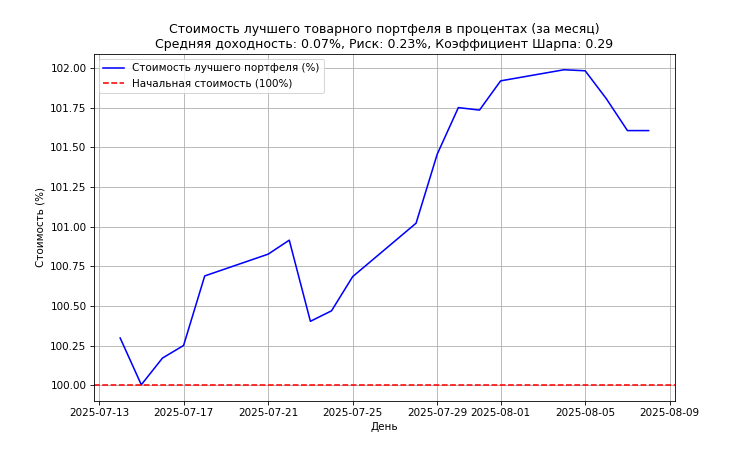 Стоимость лучшего товарного портфеля в процентах (за месяц)
Средняя доходность: 0.07%, Риск: 0.23%, Коэффициент Шарпа: 0.29
Стоимость лучшего портфеля (%)
Начальная стоимость (100%)
Стоимость (%)
102.00
101.75
101.50
101.25
101.00
100.75
100.50
100.25
100.00
2025-07-13
2025-07-17
2025-07-21
2025-07-25
2025-07-29
2025-08-01
2025-08-05
2025-08-09
День